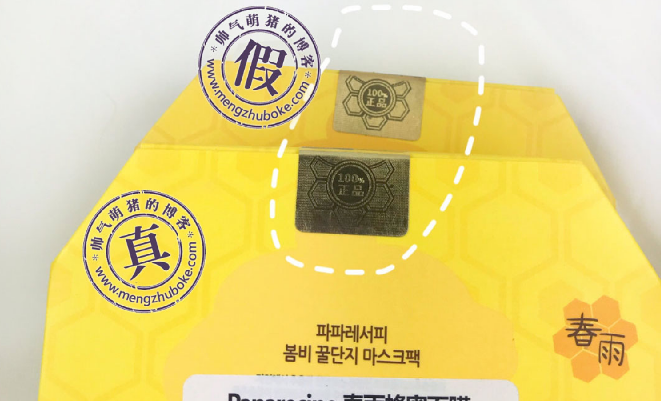 帅气萌猪的博客
假
www.mengzhuboke.com
100%
正品
100%
正品
帅气萌猪的博客
真
www.mengzhuboke.com
파파레서피
봄비 꿀단지 마스크팩
春雨